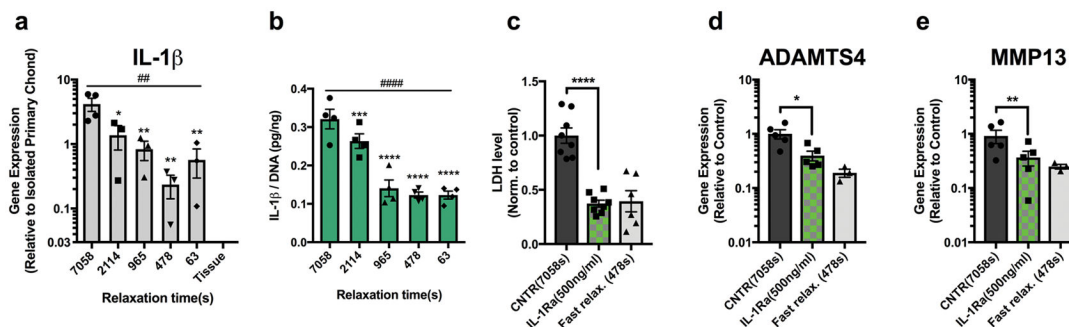 a
IL-1β
Gene Expression
(Relative to Isolated Primary Chond)
10
1
0.1
0.03
##
*
**
**
**
7058
2114
965
478
63
Tissue
Relaxation time(s)
b
IL-1β / DNA (pg/ng)
0.4
0.3
0.2
0.1
0.0
####
***
****
****
****
7058
2114
965
478
63
Relaxation time(s)
c
LDH level
(Norm. to control)
2.0
1.5
1.0
0.5
0.0
****
CNTR(7058s)
IL-1Ra(500ng/ml)
Fast relax. (478s)
d
ADAMTS4
Gene Expression
(Relative to Control)
10
1
0.1
0.01
*
CNTR(7058s)
IL-1Ra(500ng/ml)
Fast relax. (478s)
e
MMP13
Gene Expression
(Relative to Control)
10
1
0.1
0.01
**
CNTR(7058s)
IL-1Ra(500ng/ml)
Fast relax. (478s)